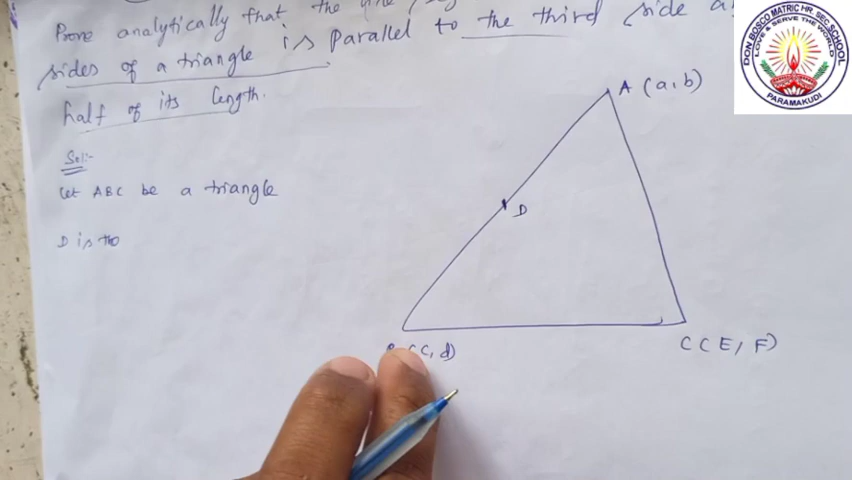 Prove analytically that the line
sides of a triangle is parallel to the third side
half of its length.
Sol:-
Let ABC be a triangle
D is the
A (a, b)
D
(C, d)
C (E, F)
DON BOSCO MATRIC HR. SEC. SCHOOL
LOVE & SERVE THE WORLD
PARAMAKUDI